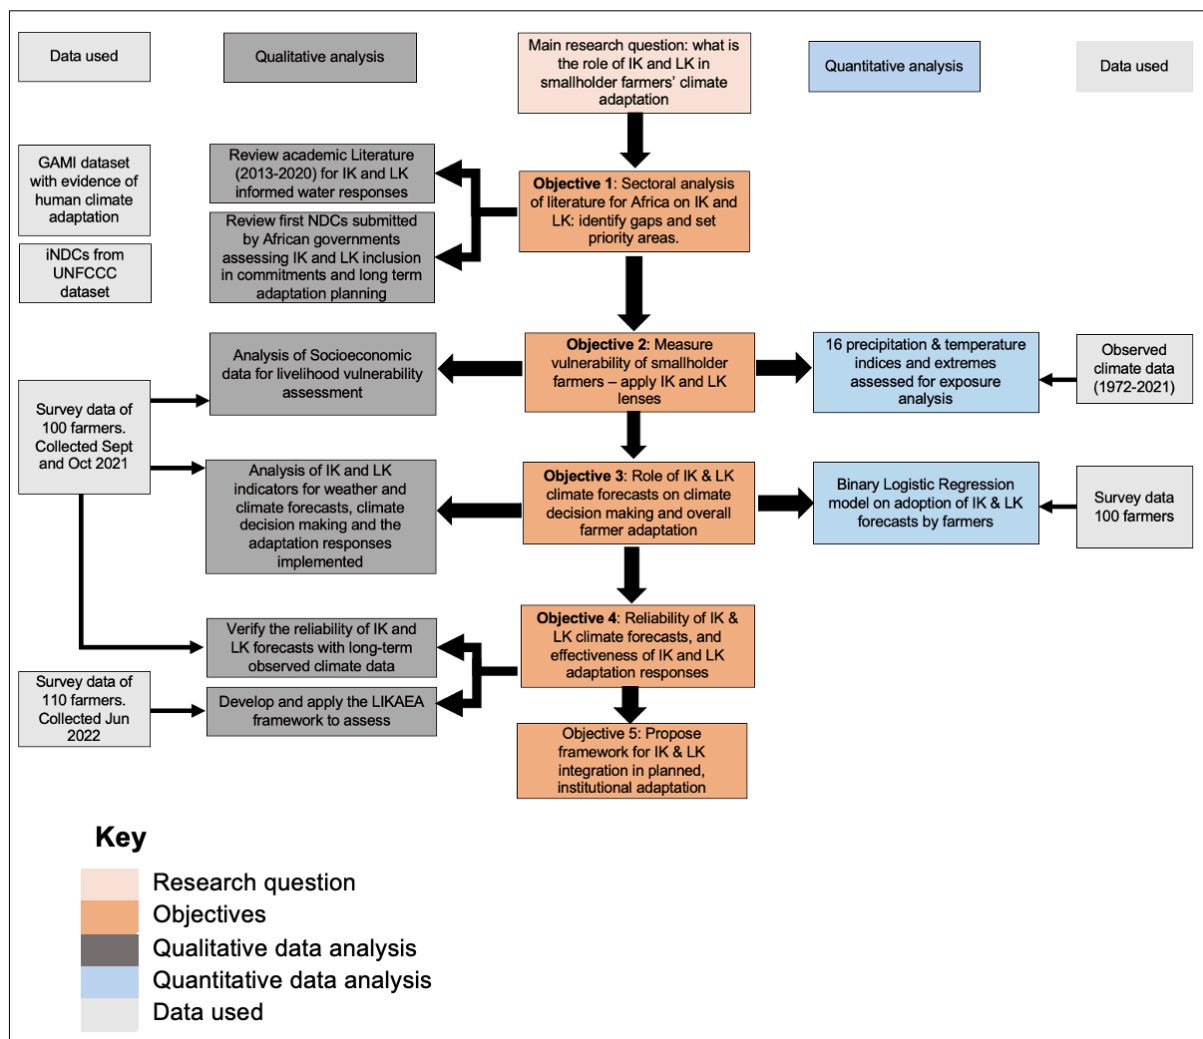 Data used
Qualitative analysis
Main research question: what is
the role of IK and LK in
smallholder farmers' climate
adaptation
Quantitative analysis
Data used
GAMI dataset
with evidence of
human climate
adaptation
Review academic Literature
(2013-2020) for IK and LK
informed water responses
Objective 1: Sectoral analysis
of literature for Africa on IK and
LK: identify gaps and set
priority areas.
iNDCs from
UNFCCC
dataset
Review first NDCs submitted
by African governments
assessing IK and LK inclusion
in commitments and long term
adaptation planning
Analysis of Socioeconomic
data for livelihood vulnerability
assessment
Objective 2: Measure
vulnerability of smallholder
farmers – apply IK and LK
lenses
16 precipitation & temperature
indices and extremes
assessed for exposure
analysis
Observed
climate data
(1972-2021)
Survey data of
100 farmers.
Collected Sept
and Oct 2021
Analysis of IK and LK
indicators for weather and
climate forecasts, climate
decision making and the
adaptation responses
implemented
Objective 3: Role of IK & LK
climate forecasts on climate
decision making and overall
farmer adaptation
Binary Logistic Regression
model on adoption of IK & LK
forecasts by farmers
Survey data
100 farmers
Verify the reliability of IK and
LK forecasts with long-term
observed climate data
Objective 4: Reliability of IK &
LK climate forecasts, and
effectiveness of IK and LK
adaptation responses
Survey data of
110 farmers.
Collected Jun
2022
Develop and apply the LIKAEA
framework to assess
Objective 5: Propose
framework for IK & LK
integration in planned,
institutional adaptation
Key
Research question
Objectives
Qualitative data analysis
Quantitative data analysis
Data used